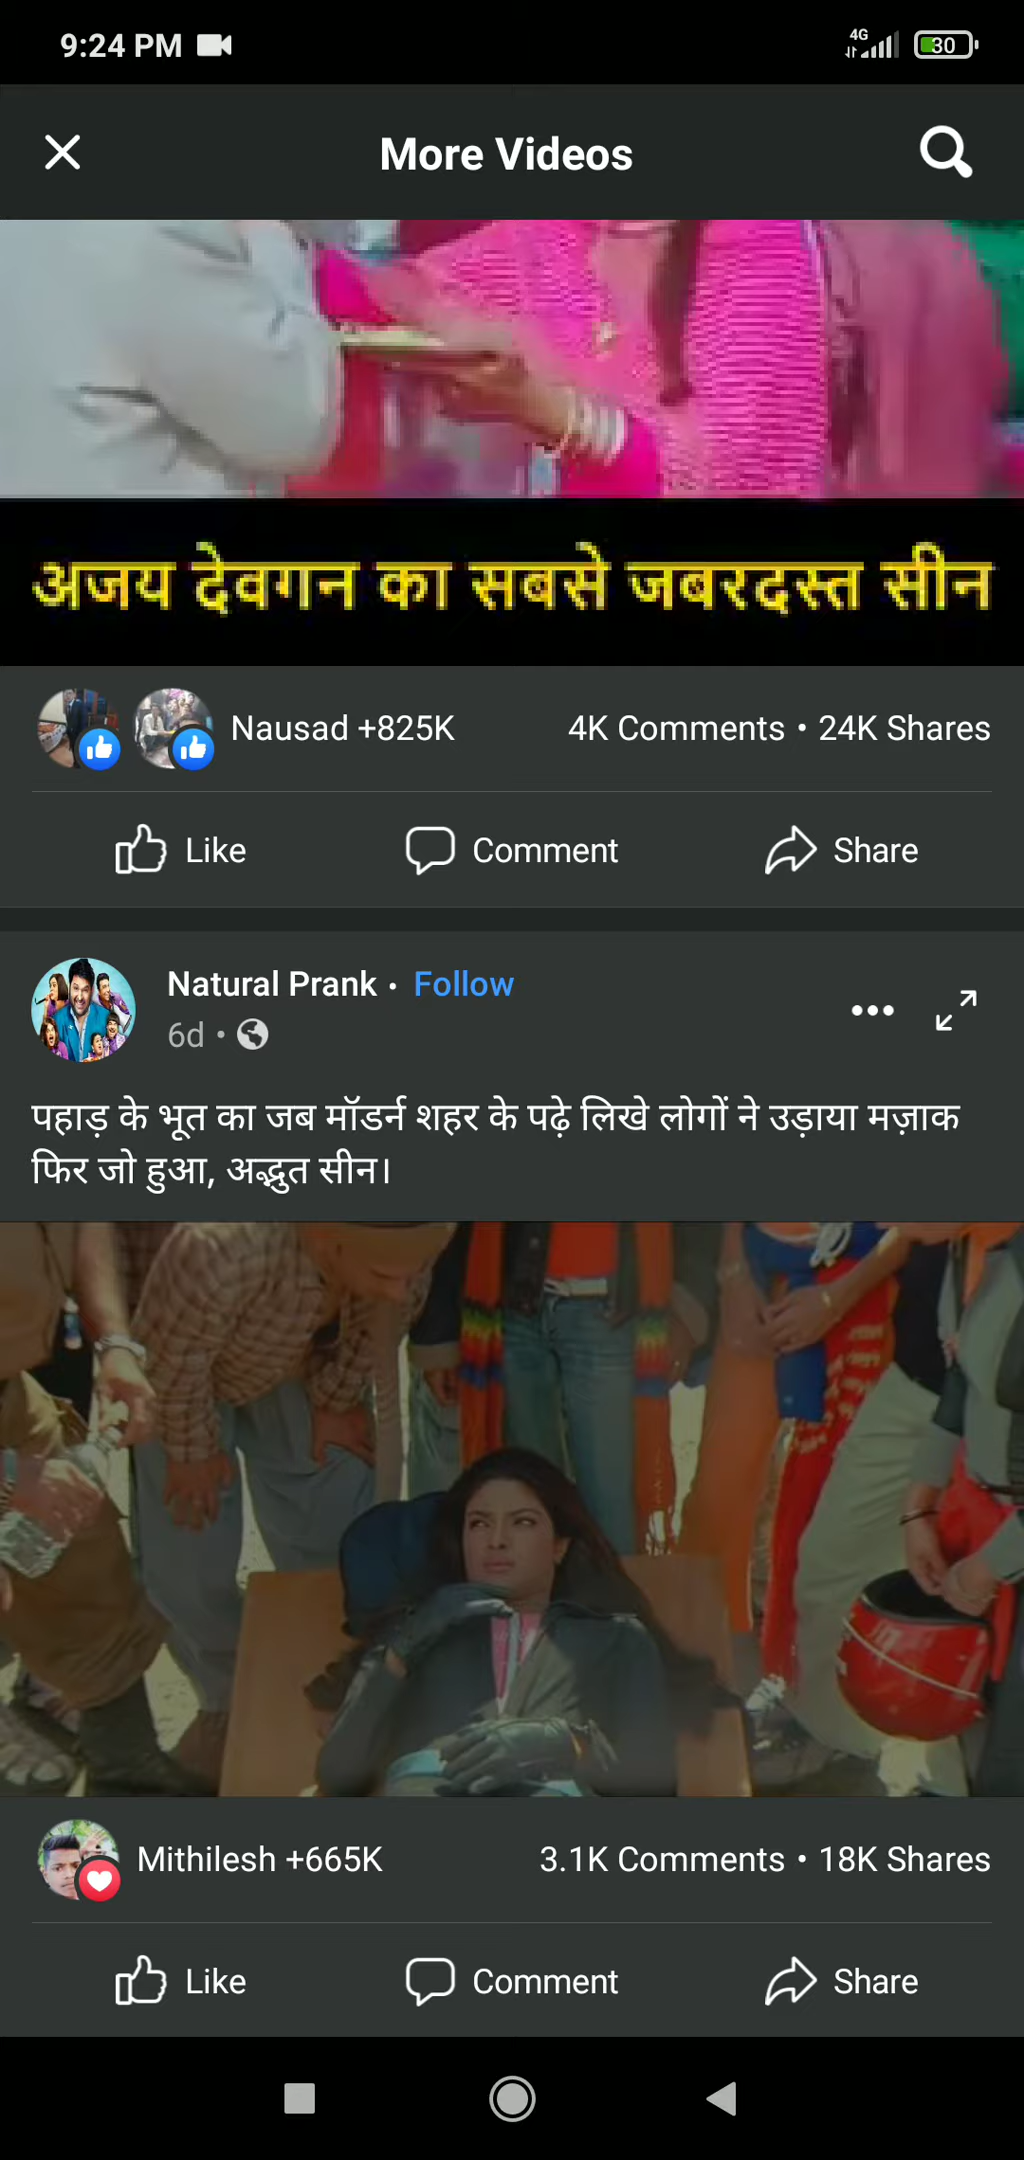 9:24 PM
4G 30
More Videos
अजय देवगन का सबसे जबरदस्त सीन
Nausad +825K 4K Comments • 24K Shares
Like Comment Share
Natural Prank • Follow
6d •
पहाड़ के भूत का जब मॉडर्न शहर के पढ़े लिखे लोगों ने उड़ाया मज़ाक
फिर जो हुआ, अद्भुत सीन।
Mithilesh +665K 3.1K Comments • 18K Shares
Like Comment Share